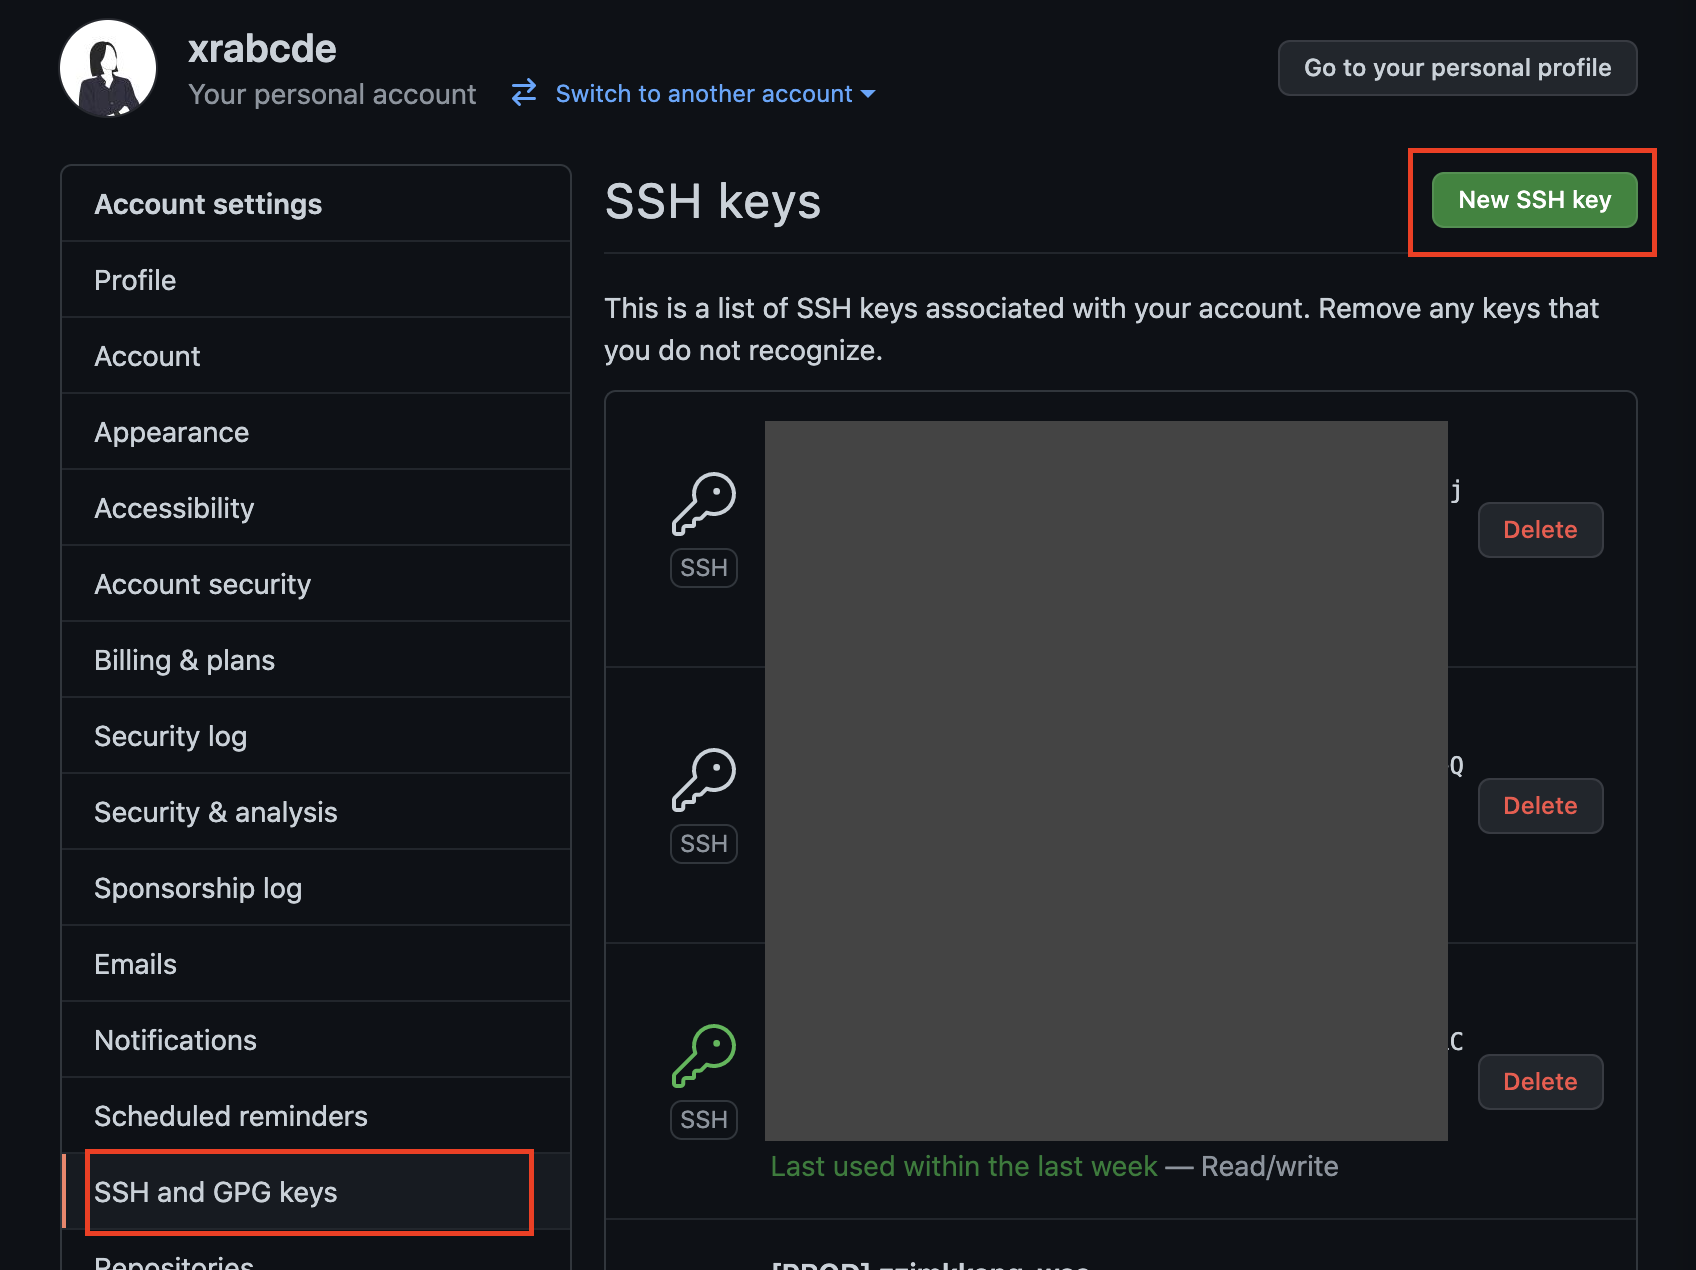 xrabcde
Your personal account
Switch to another account
Go to your personal profile
Account settings
Profile
Account
Appearance
Accessibility
Account security
Billing & plans
Security log
Security & analysis
Sponsorship log
Emails
Notifications
Scheduled reminders
SSH and GPG keys
Repositories
SSH keys
New SSH key
This is a list of SSH keys associated with your account. Remove any keys that
you do not recognize.
SSH
j
Delete
SSH
Q
Delete
SSH
C
Delete
Last used within the last week — Read/write
[PROD]